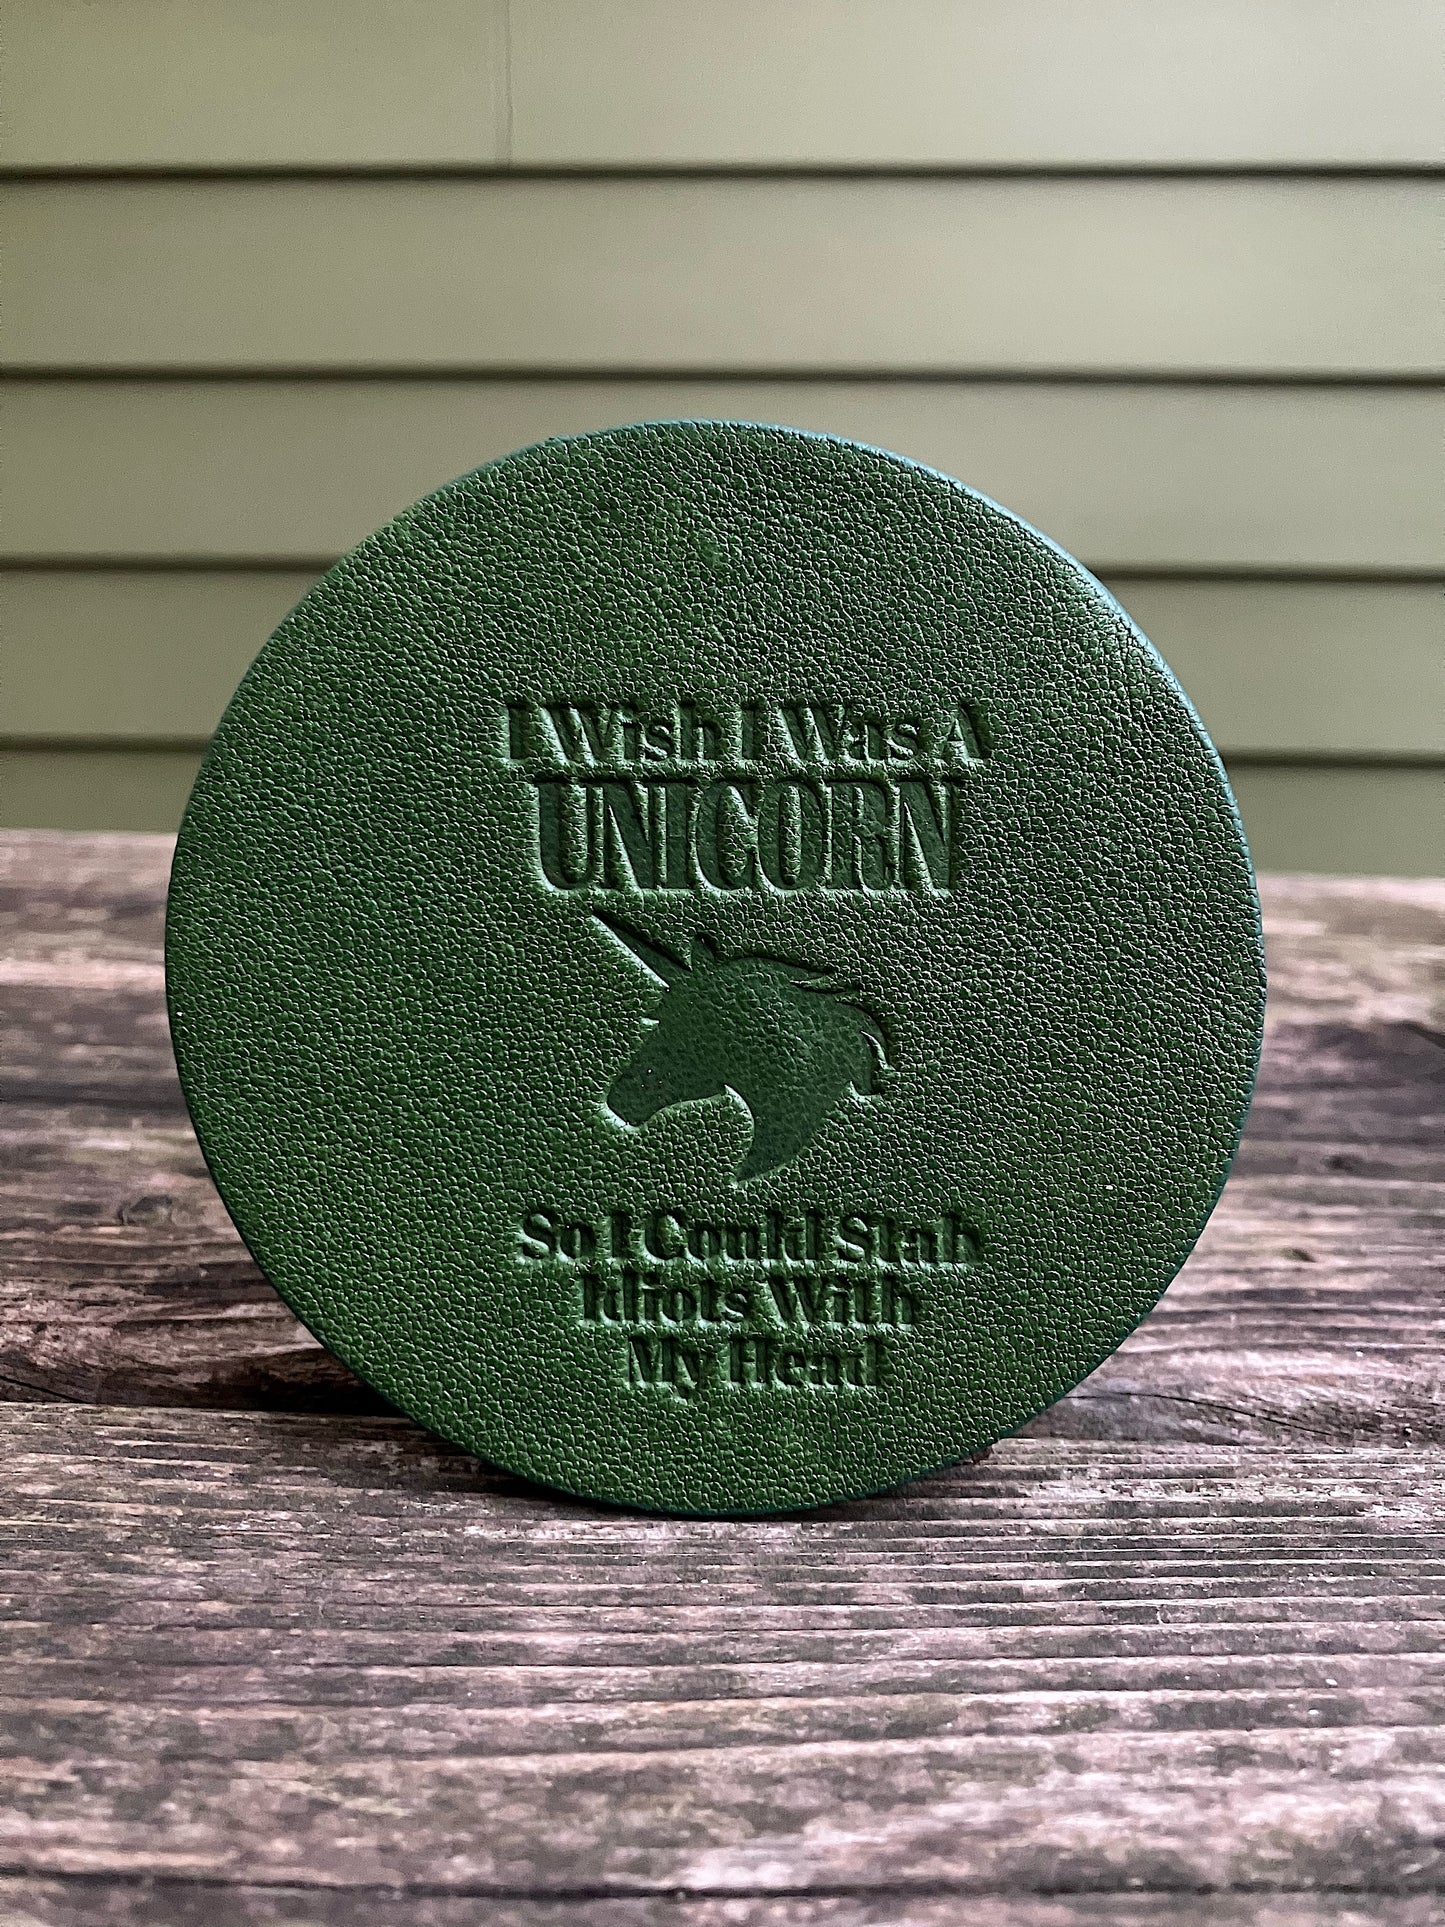 I Wish I Was A
UNICORN
So I Could Stab
Idiots With
My Head